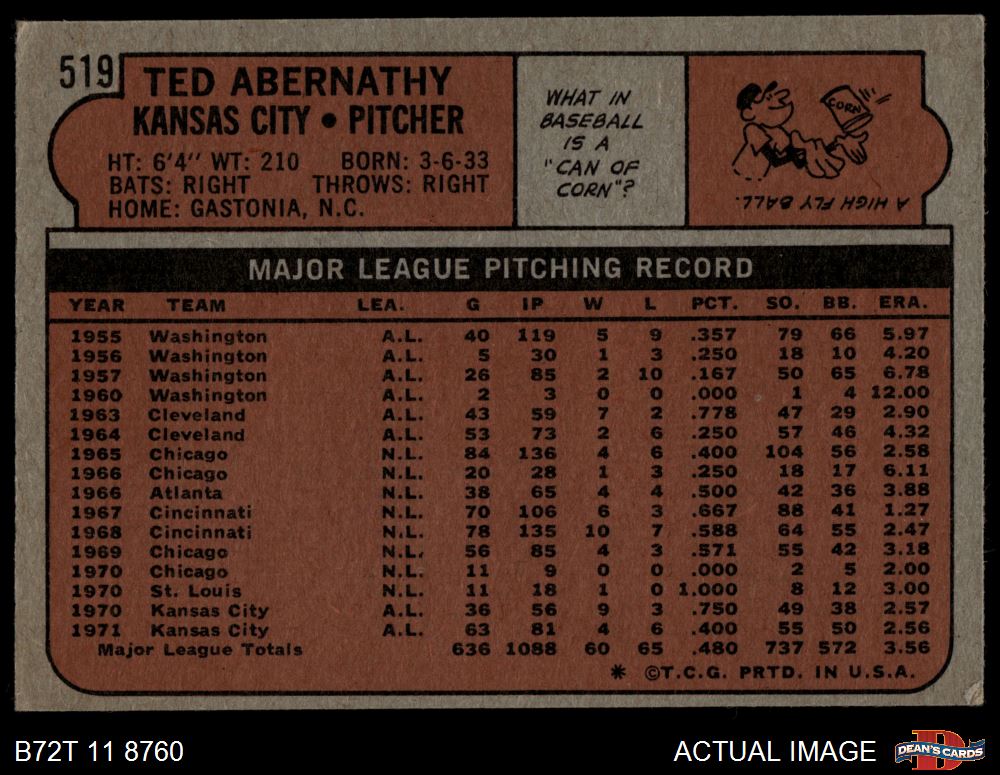 519
TED ABERNATHY
KANSAS CITY • PITCHER
HT: 6'4" WT: 210 BORN: 3-6-33
BATS: RIGHT THROWS: RIGHT
HOME: GASTONIA, N.C.
WHAT IN
BASEBALL
IS A
"CAN OF
CORN"?
CORN
A HIGH FLY BALL.
MAJOR LEAGUE PITCHING RECORD
YEAR TEAM LEA. G IP W L PCT. SO. BB. ERA.
1955 Washington A.L. 40 119 5 9 .357 79 66 5.97
1956 Washington A.L. 5 30 1 3 .250 18 10 4.20
1957 Washington A.L. 26 85 2 10 .167 50 65 6.78
1960 Washington A.L. 2 3 0 0 .000 1 4 12.00
1963 Cleveland A.L. 43 59 7 2 .778 47 29 2.90
1964 Cleveland A.L. 53 73 2 6 .250 57 46 4.32
1965 Chicago N.L. 84 136 4 6 .400 104 56 2.58
1966 Chicago N.L. 20 28 1 3 .250 18 17 6.11
1966 Atlanta N.L. 38 65 4 4 .500 42 36 3.88
1967 Cincinnati N.L. 70 106 6 3 .667 88 41 1.27
1968 Cincinnati N.L. 78 135 10 7 .588 64 55 2.47
1969 Chicago N.L. 56 85 4 3 .571 55 42 3.18
1970 Chicago N.L. 11 9 0 0 .000 2 5 2.00
1970 St. Louis N.L. 11 18 1 0 1.000 8 12 3.00
1970 Kansas City A.L. 36 56 9 3 .750 49 38 2.57
1971 Kansas City A.L. 63 81 4 6 .400 55 50 2.56
Major League Totals 636 1088 60 65 .480 737 572 3.56
* ©T.C.G. PRTD. IN U.S.A.
B72T 11 8760
ACTUAL IMAGE
D
DEAN'S CARDS